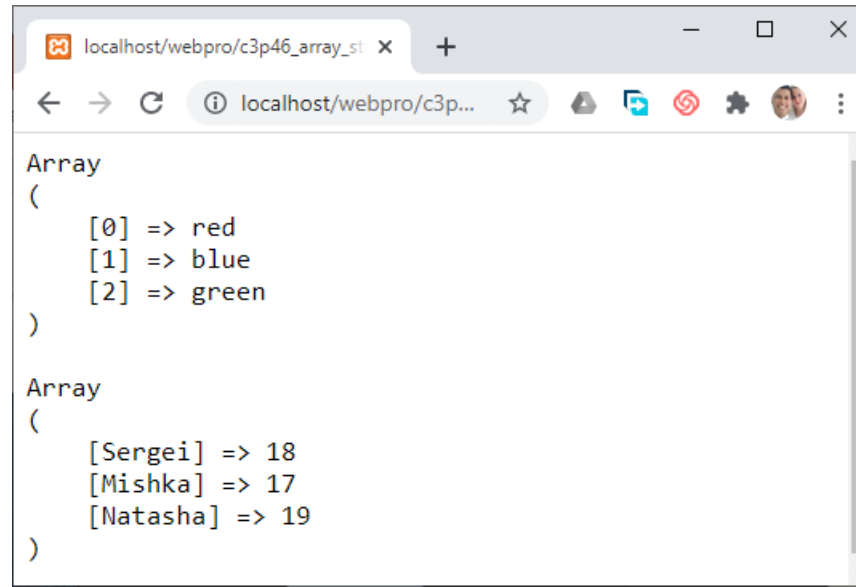 localhost/webpro/c3p46_array_st
localhost/webpro/c3p...
Array
(
[0] => red
[1] => blue
[2] => green
)
Array
(
[Sergei] => 18
[Mishka] => 17
[Natasha] => 19
)